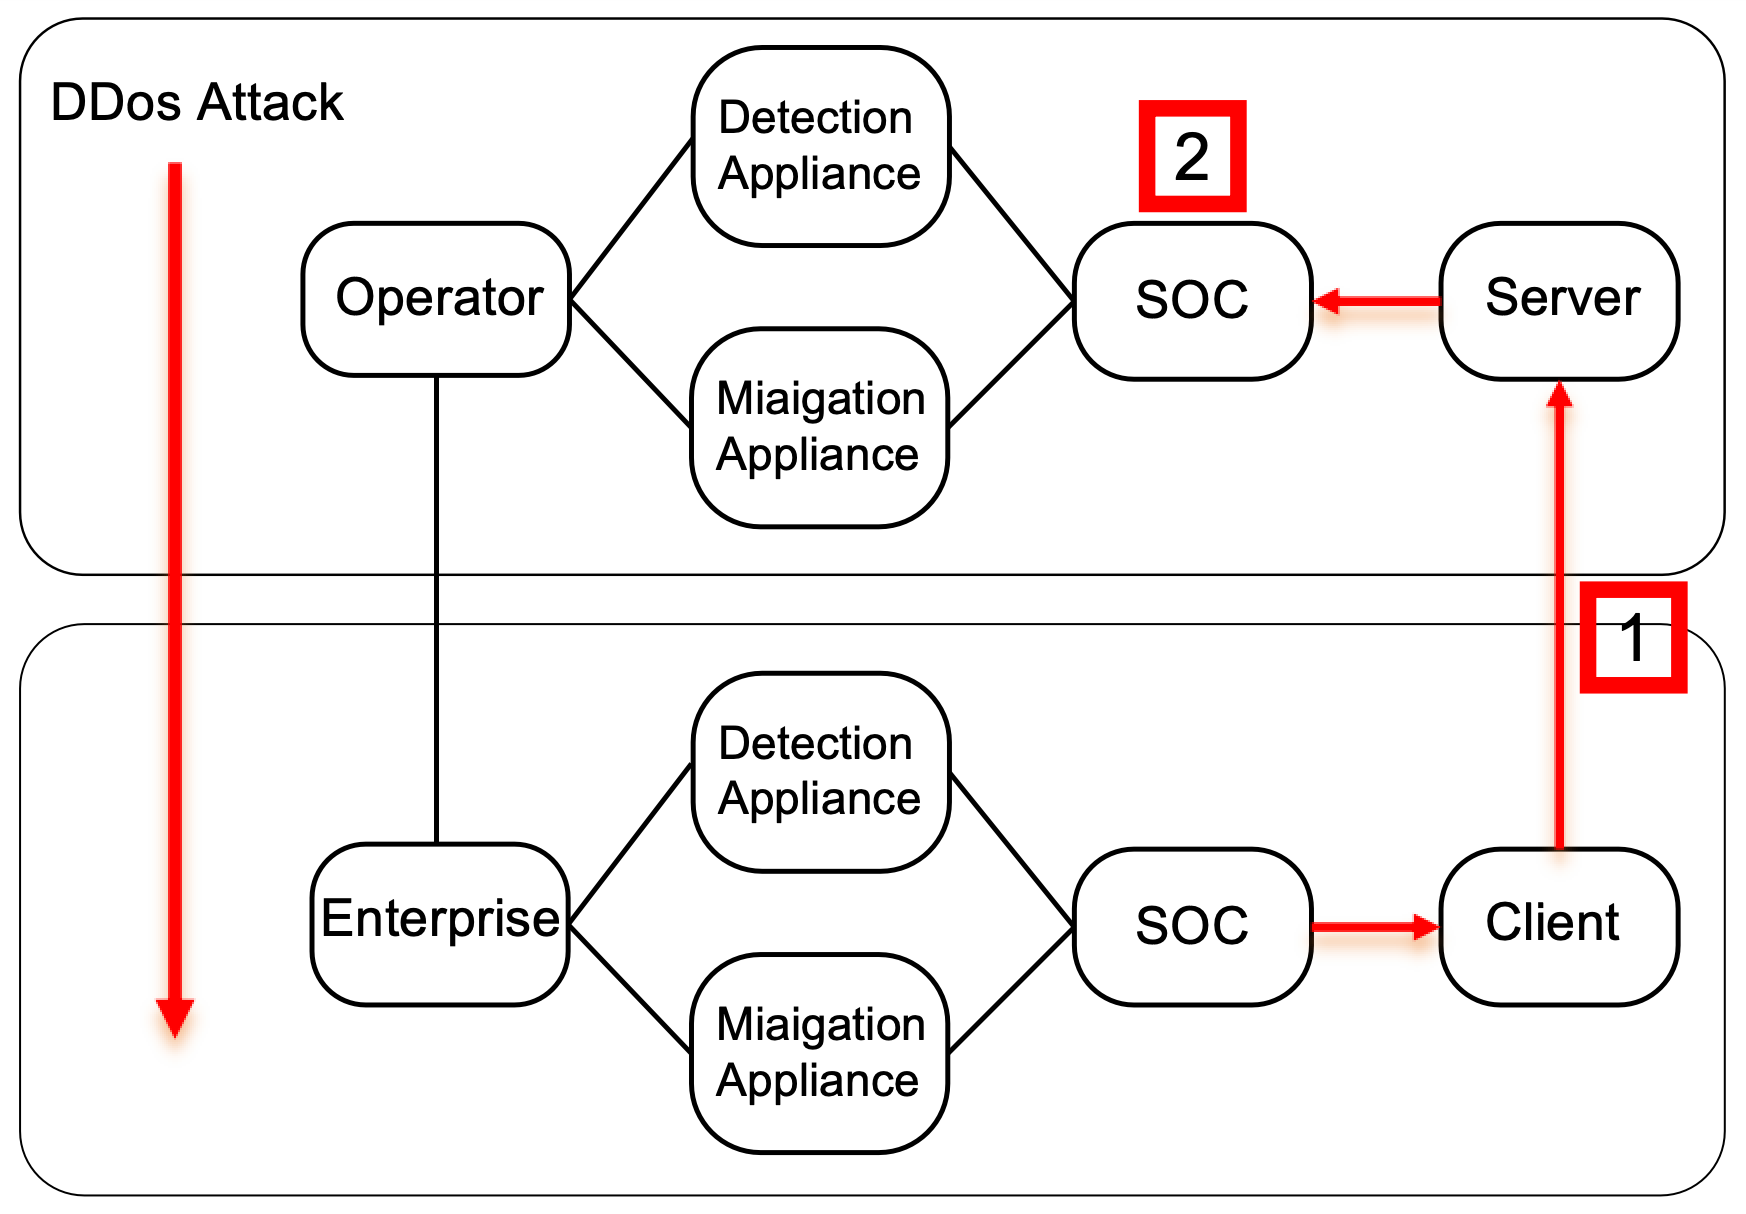 DDos Attack
Detection
Appliance
2
Operator
SOC
Server
Miaigation
Appliance
1
Detection
Appliance
Enterprise
SOC
Client
Miaigation
Appliance